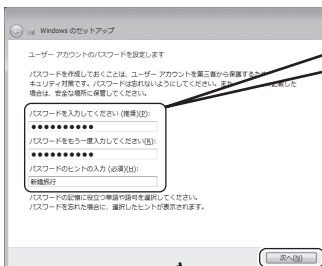 Windows のセットアップ
ユーザー アカウントのパスワードを設定します
パスワードを作成しておくことは、ユーザー アカウントを第三者から保護するため
キュリティ対策です。パスワードは忘れないようにしてください。また 記載した
場合は、安全な場所に保管してください。
パスワードを入力してください (推奨)(P):
●●●●●●●●●●
パスワードをもう一度入力してください(R):
●●●●●●●●●●
パスワードのヒントの入力 (必須)(H):
新婚旅行
パスワードの記憶に役立つ単語や語句を選択してください。
パスワードを忘れた場合に、選択したヒントが表示されます。
次へ(N)